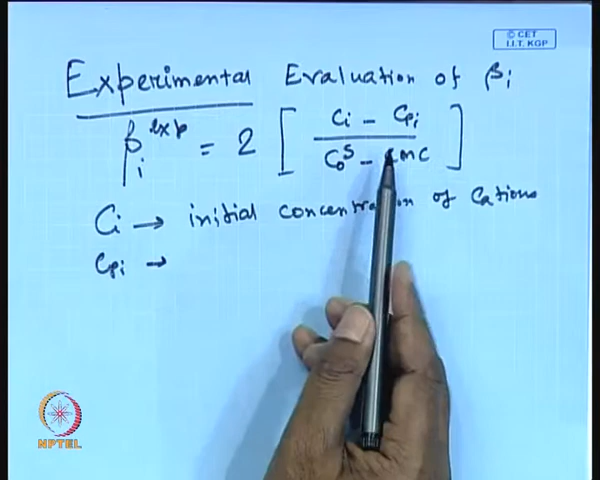 © CET
I.I.T. KGP
Experimental Evaluation of βi
βi^exp = 2 [ (Ci - Cpi) / (Co^S - CMC) ]
Ci → initial concentration of Cations
Cpi →
NPTEL